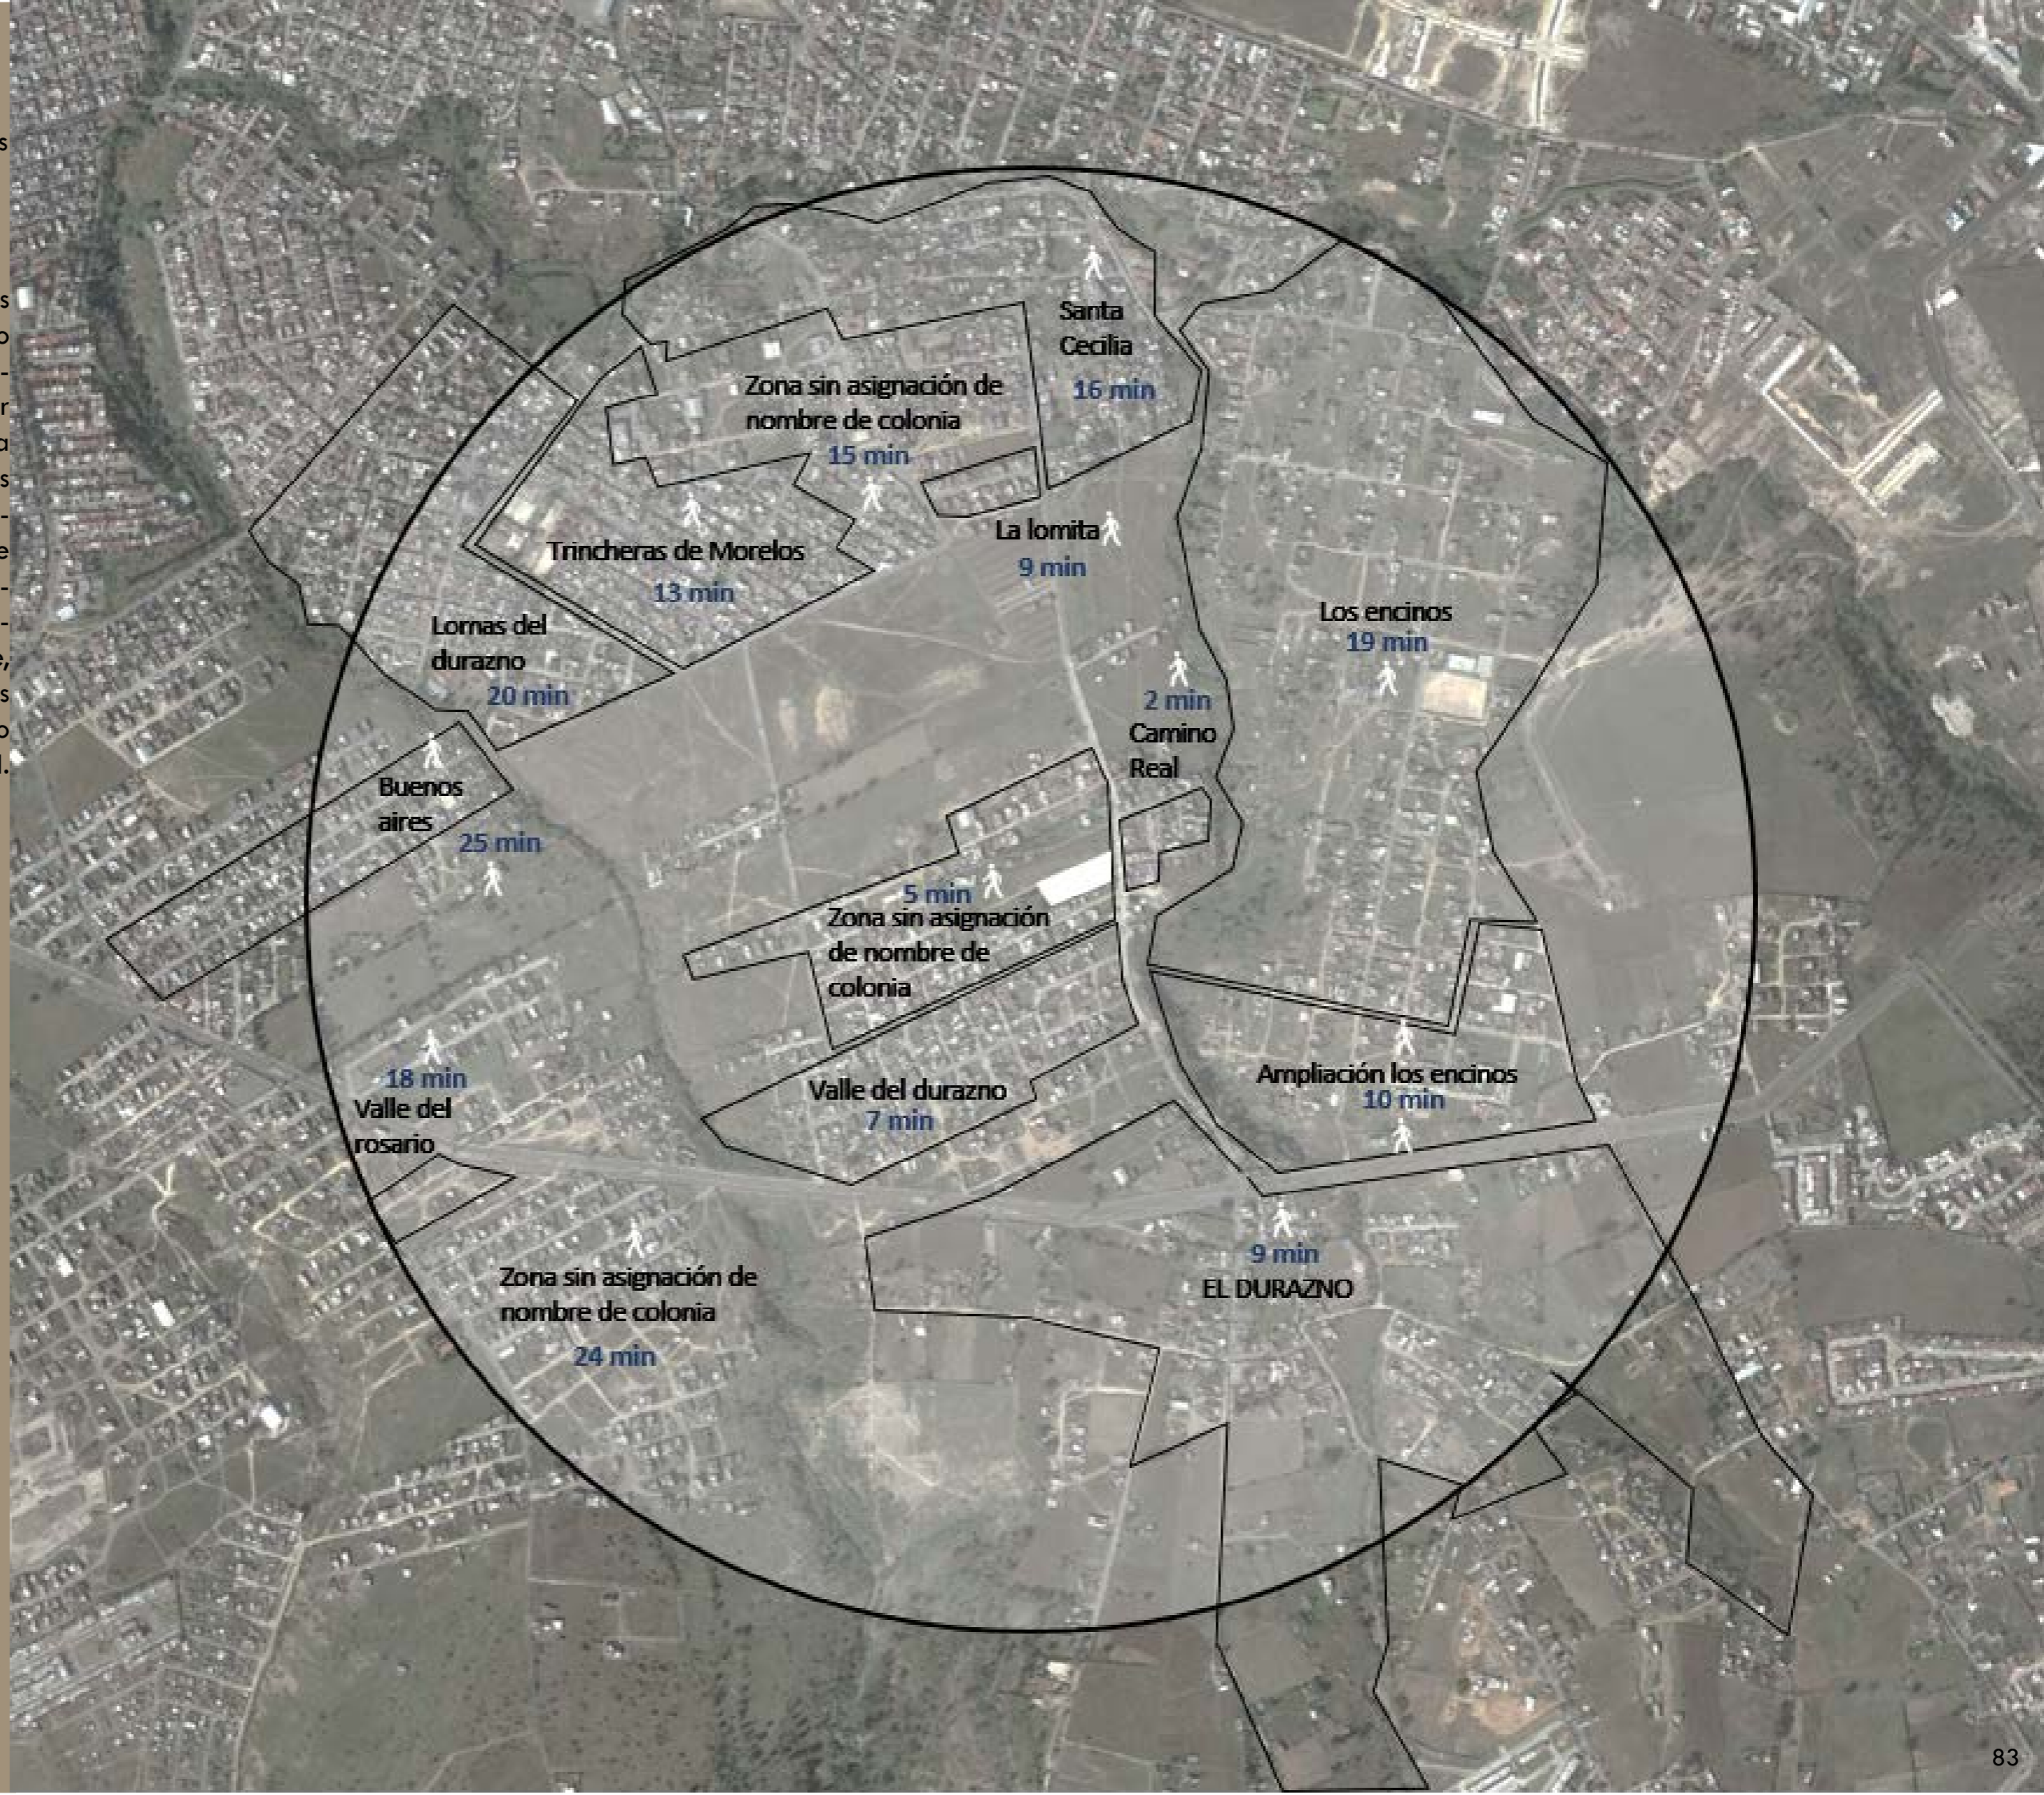 s
s
o
-
r
a
s
-
e
-
-
e,
s
o
Santa
Cecilia
16 min
Zona sin asignación de
nombre de colonia
15 min
La lomita
9 min
Trincheras de Morelos
13 min
Los encinos
19 min
Lomas del
durazno
20 min
2 min
Camino
Real
Buenos
aires
25 min
5 min
Zona sin asignación
de nombre de
colonia
18 min
Valle del
rosario
Valle del durazno
7 min
Ampliación los encinos
10 min
9 min
EL DURAZNO
Zona sin asignación de
nombre de colonia
24 min
83